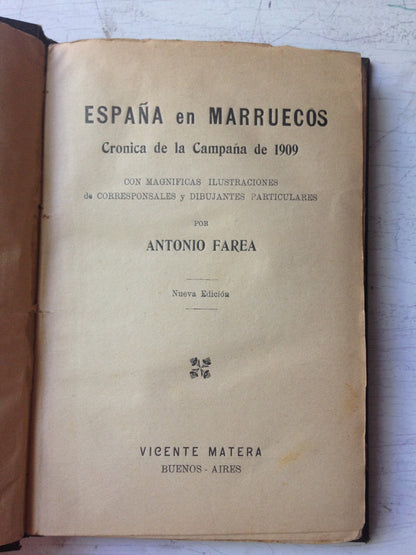 ESPAÑA en MARRUECOS
Cronica de la Campaña de 1909
CON MAGNIFICAS ILUSTRACIONES
de CORRESPONSALES y DIBUJANTES PARTICULARES
POR
ANTONIO FAREA
Nueva Edición
VICENTE MATERA
BUENOS - AIRES